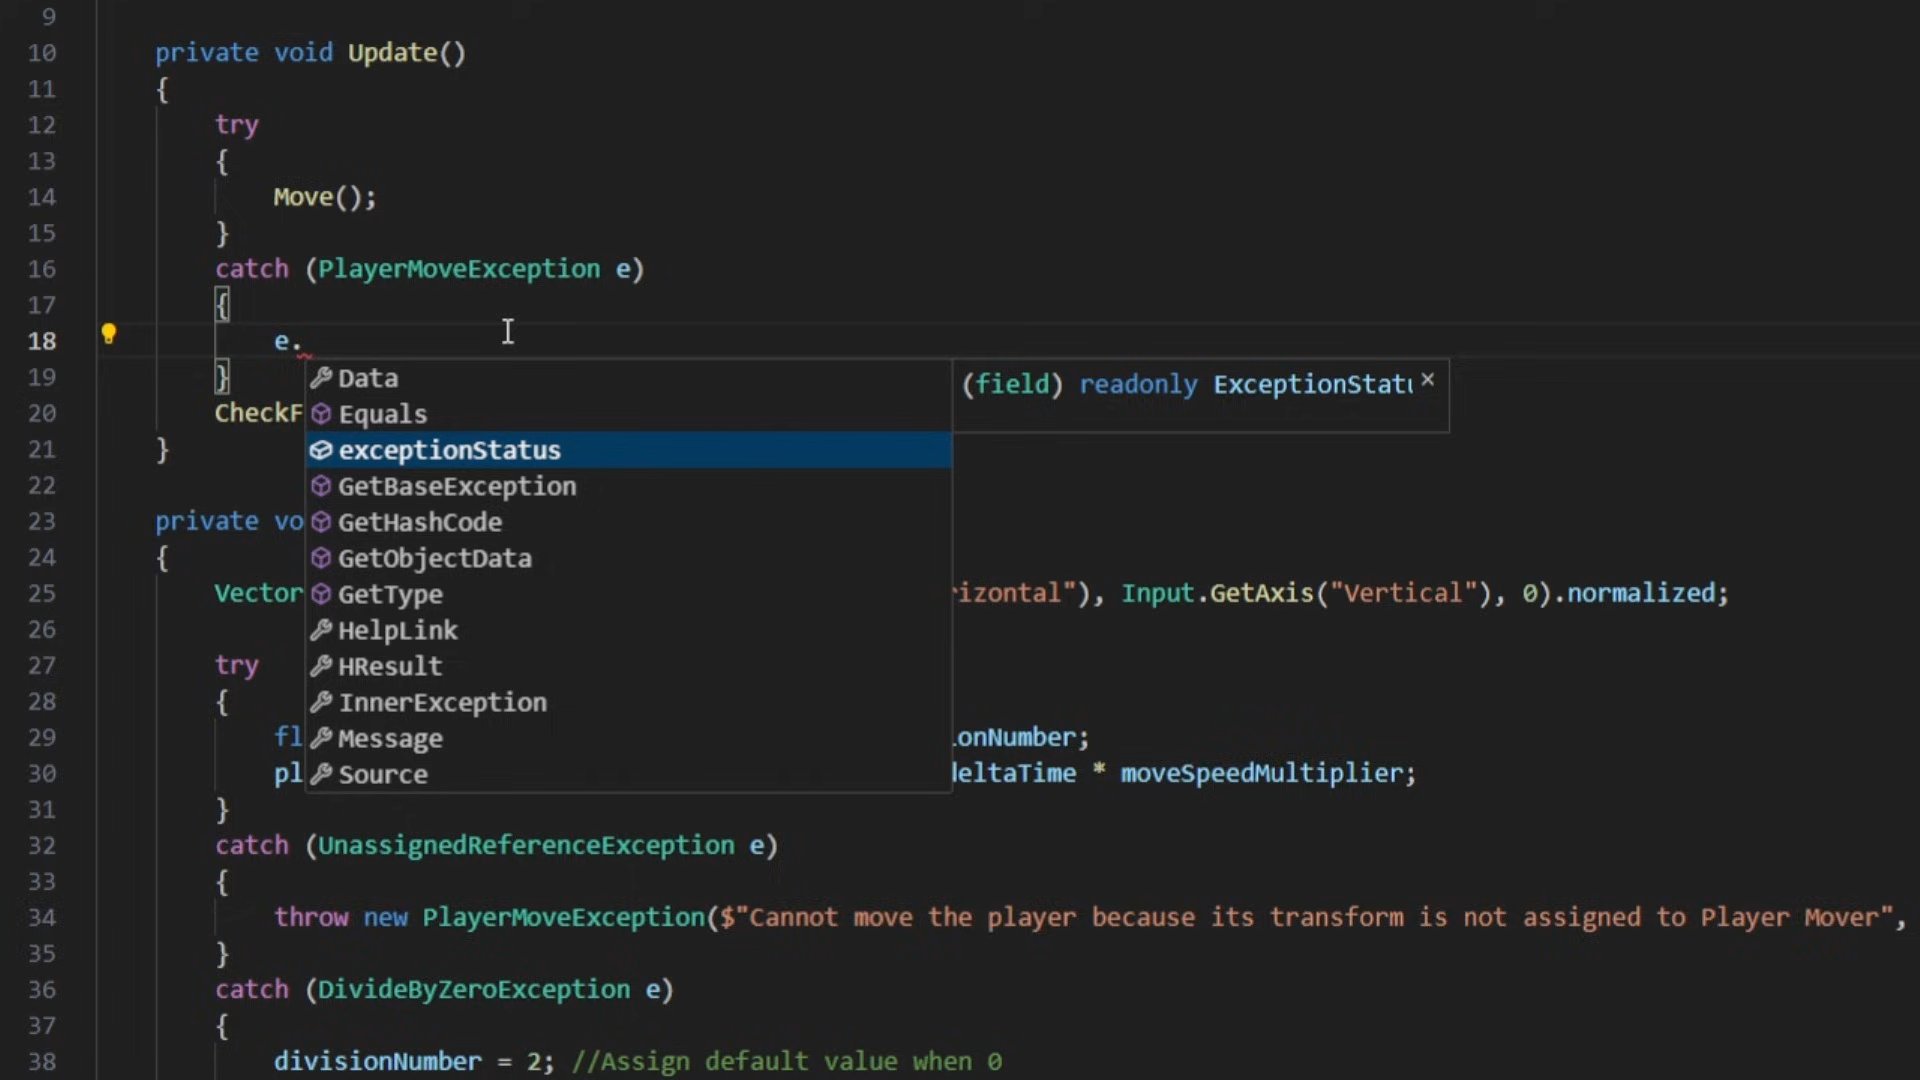 9
10 private void Update()
11 {
12 try
13 {
14 Move();
15 }
16 catch (PlayerMoveException e)
17 {
18 e.
19 } Data (field) readonly ExceptionStatu ×
20 CheckF Equals
21 } exceptionStatus
22 GetBaseException
23 private vo GetHashCode
24 { GetObjectData
25 Vector GetType rizontal"), Input.GetAxis("Vertical"), 0).normalized;
26 HelpLink
27 try HResult
28 { InnerException
29 fl Message onNumber;
30 pl Source deltaTime * moveSpeedMultiplier;
31 }
32 catch (UnassignedReferenceException e)
33 {
34 throw new PlayerMoveException($"Cannot move the player because its transform is not assigned to Player Mover",
35 }
36 catch (DivideByZeroException e)
37 {
38 divisionNumber = 2; //Assign default value when 0